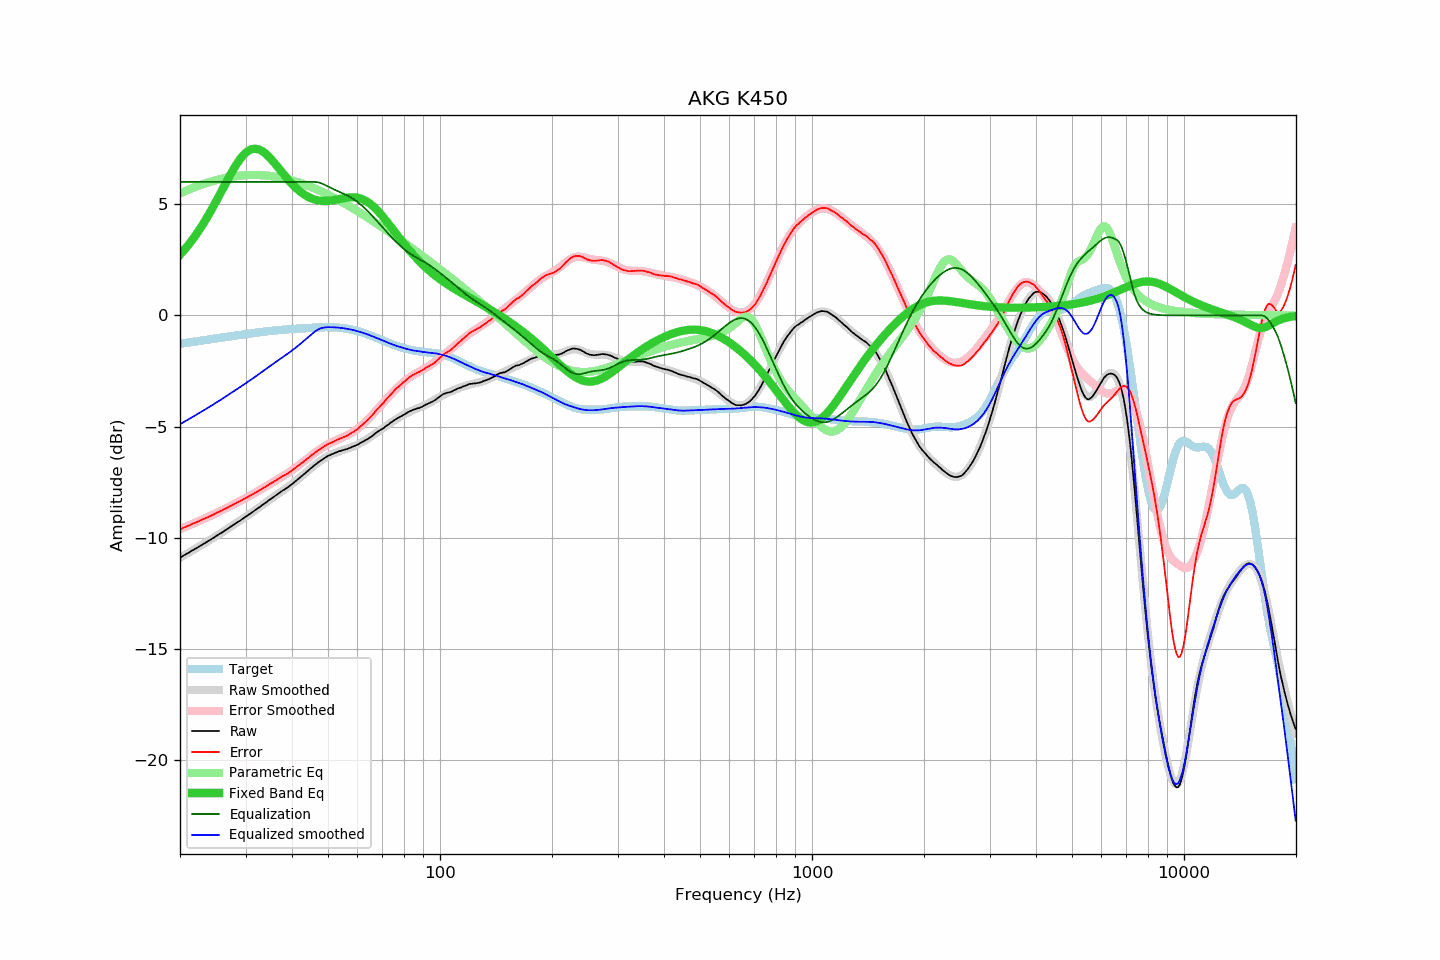 AKG K450
Amplitude (dBr)
5
0
−5
−10
−15
−20
Target
Raw Smoothed
Error Smoothed
Raw
Error
Parametric Eq
Fixed Band Eq
Equalization
Equalized smoothed
100
1000
10000
Frequency (Hz)